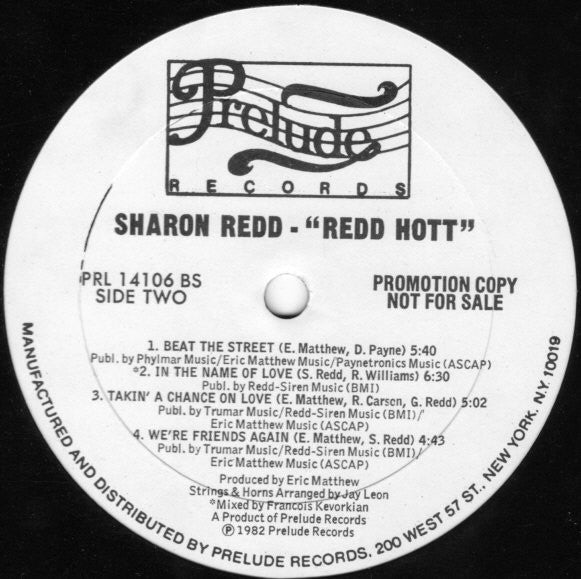 Prelude
RECORDS
SHARON REDD - "REDD HOTT"
PRL 14106 BS
SIDE TWO
PROMOTION COPY
NOT FOR SALE
1. BEAT THE STREET (E. Matthew, D. Payne) 5:40
Publ. by Phylmar Music/Eric Matthew Music/Paynetronics Music (ASCAP)
*2. IN THE NAME OF LOVE (S. Redd, R. Williams) 6:30
Publ. by Redd-Siren Music (BMI)
3. TAKIN' A CHANCE ON LOVE (E. Matthew, R. Carsen, G. Redd) 5:02
Publ. by Trumar Music/Redd-Siren Music (BMI)/
Eric Matthew Music (ASCAP)
4. WE'RE FRIENDS AGAIN (E. Matthew, S. Redd) 4:43
Publ. by Trumar Music/Redd-Siren Music (BMI)/
Eric Matthew Music (ASCAP)
Produced by Eric Matthew
Strings & Horns Arranged by Jay Leon
*Mixed by Francois Kevorkian
A Product of Prelude Records
℗ 1982 Prelude Records
MANUFACTURED AND DISTRIBUTED BY PRELUDE RECORDS, 200 WEST 57 ST., NEW YORK, N.Y. 10019